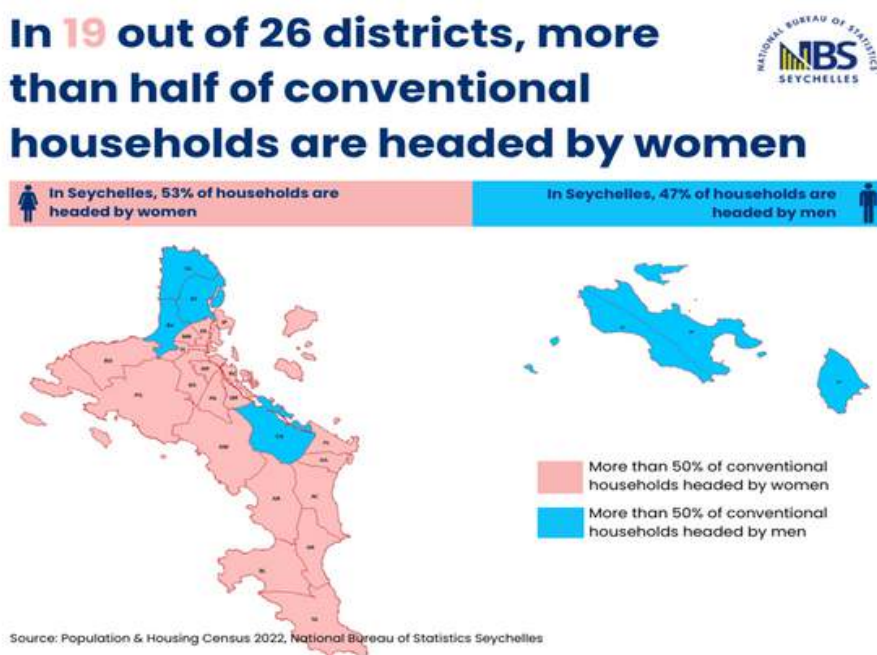 In 19 out of 26 districts, more
than half of conventional
households are headed by women
NATIONAL BUREAU OF STATISTICS
NBS
SEYCHELLES
In Seychelles, 53% of households are
headed by women
In Seychelles, 47% of households are
headed by men
More than 50% of conventional
households headed by women
More than 50% of conventional
households headed by men
Source: Population & Housing Census 2022, National Bureau of Statistics Seychelles